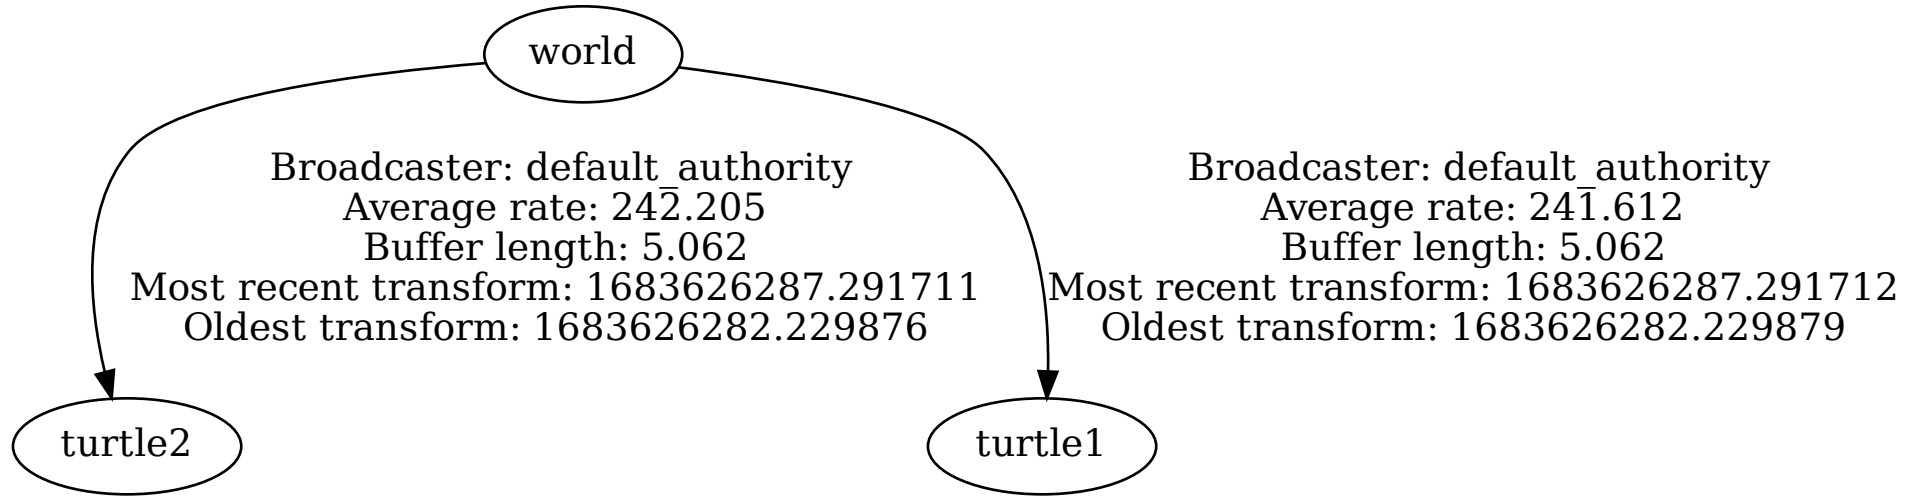 world
Broadcaster: default_authority
Average rate: 242.205
Buffer length: 5.062
Most recent transform: 1683626287.291711
Oldest transform: 1683626282.229876
Broadcaster: default_authority
Average rate: 241.612
Buffer length: 5.062
Most recent transform: 1683626287.291712
Oldest transform: 1683626282.229879
turtle2
turtle1